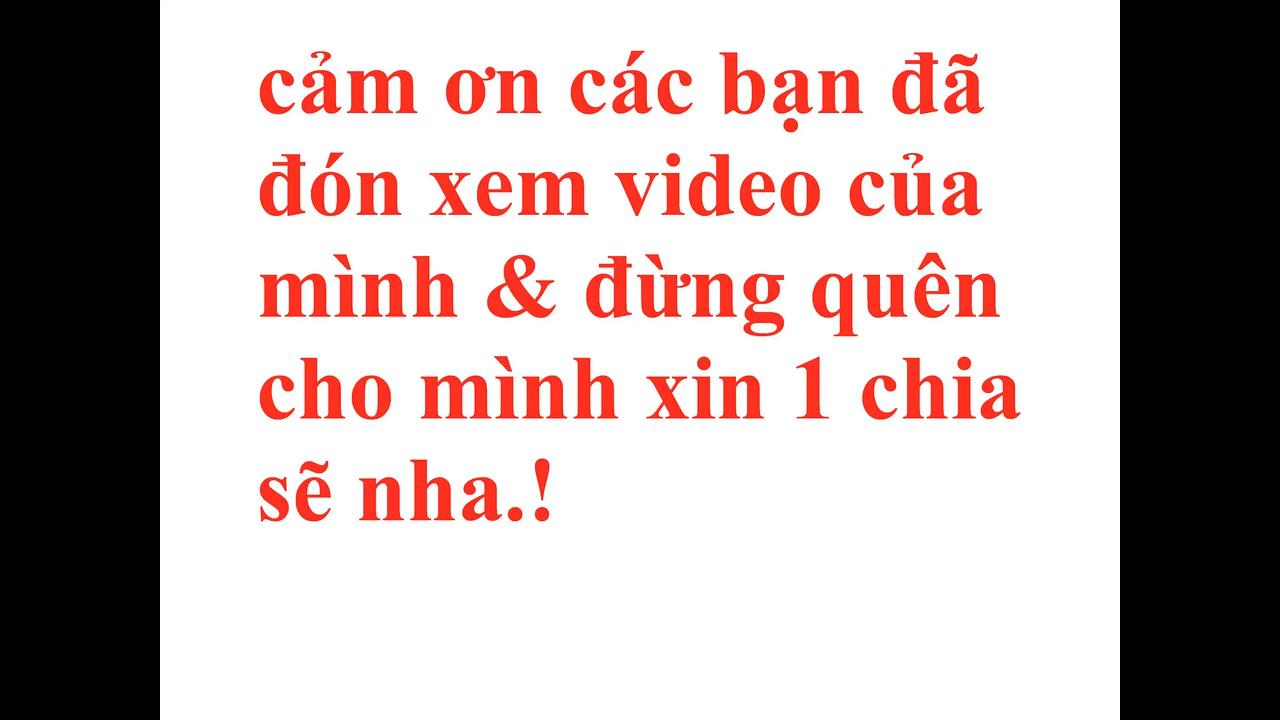 cảm ơn các bạn đã
đón xem video của
mình & đừng quên
cho mình xin 1 chia
sẽ nha.!